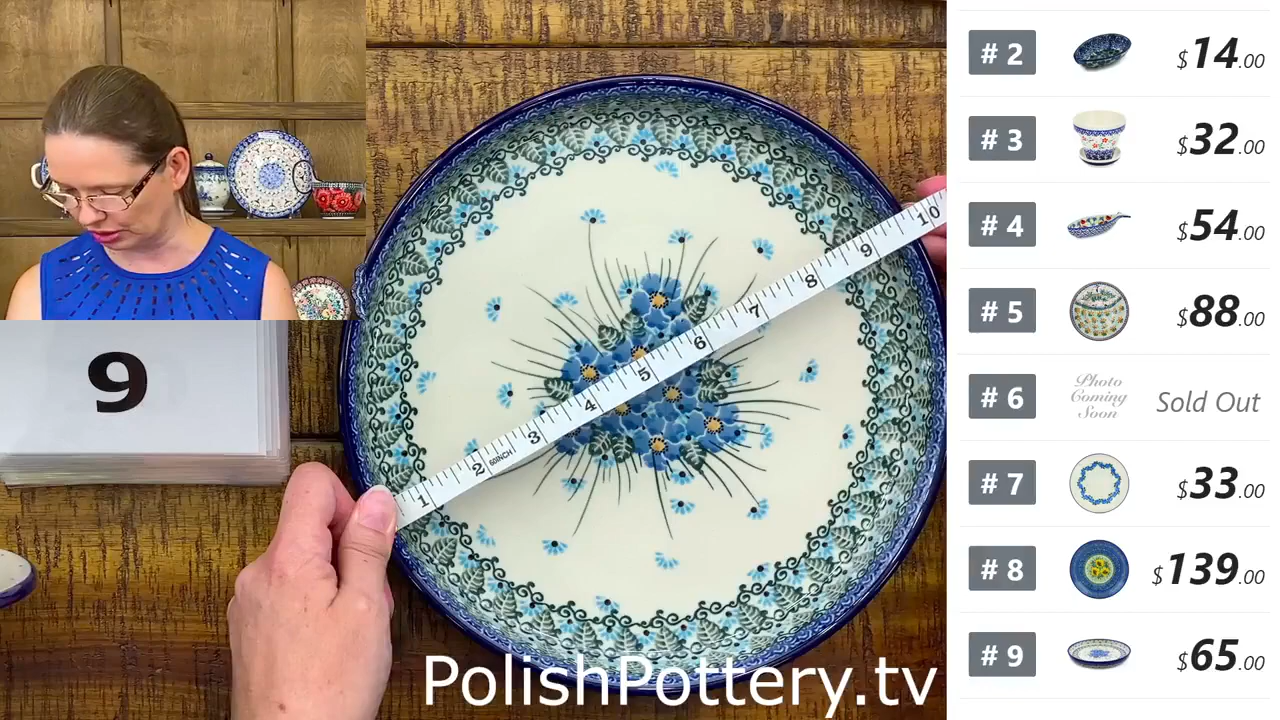 9
1 2 60INCH 3 4 5 6 7 8 9 10
PolishPottery.tv
# 2 $14.00
# 3 $32.00
# 4 $54.00
# 5 $88.00
# 6 Photo Coming Soon Sold Out
# 7 $33.00
# 8 $139.00
# 9 $65.00